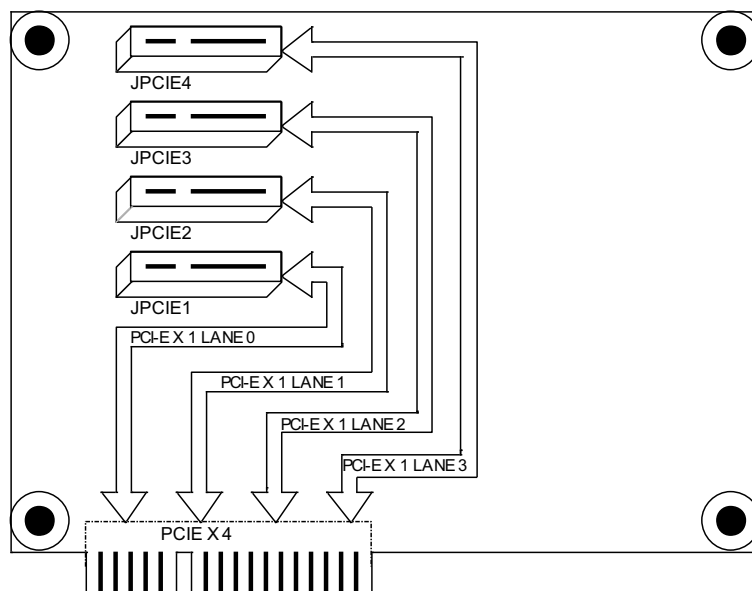 JPCIE4
JPCIE3
JPCIE2
JPCIE1
PCI-E X 1 LANE 0
PCI-E X 1 LANE 1
PCI-E X 1 LANE 2
PCI-E X 1 LANE 3
PCIE X 4